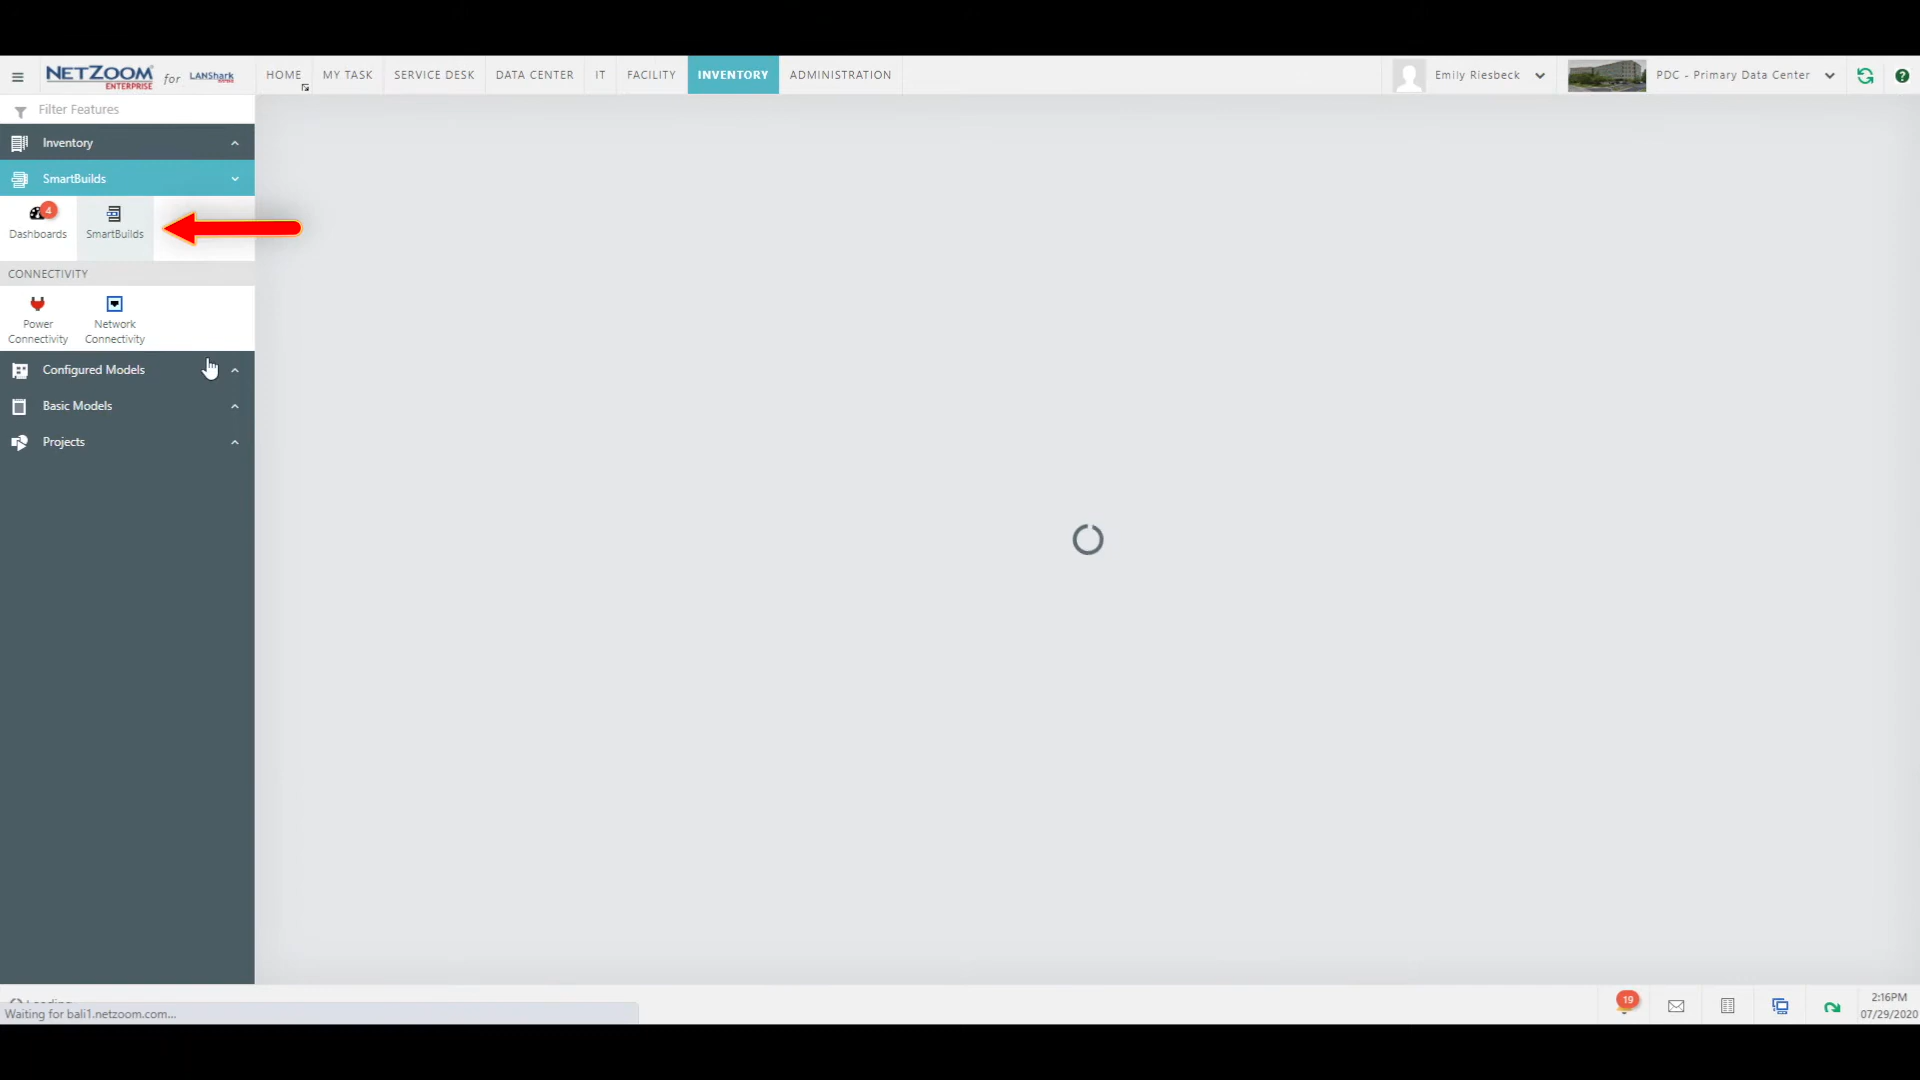 NETZOOM ENTERPRISE for LANShark
HOME
MY TASK
SERVICE DESK
DATA CENTER
IT
FACILITY
INVENTORY
ADMINISTRATION
Emily Riesbeck
PDC - Primary Data Center
?
Filter Features
Inventory
SmartBuilds
4
Dashboards
SmartBuilds
CONNECTIVITY
Power
Connectivity
Network
Connectivity
Configured Models
Basic Models
Projects
Waiting for bali1.netzoom.com...
19
2:16PM
07/29/2020